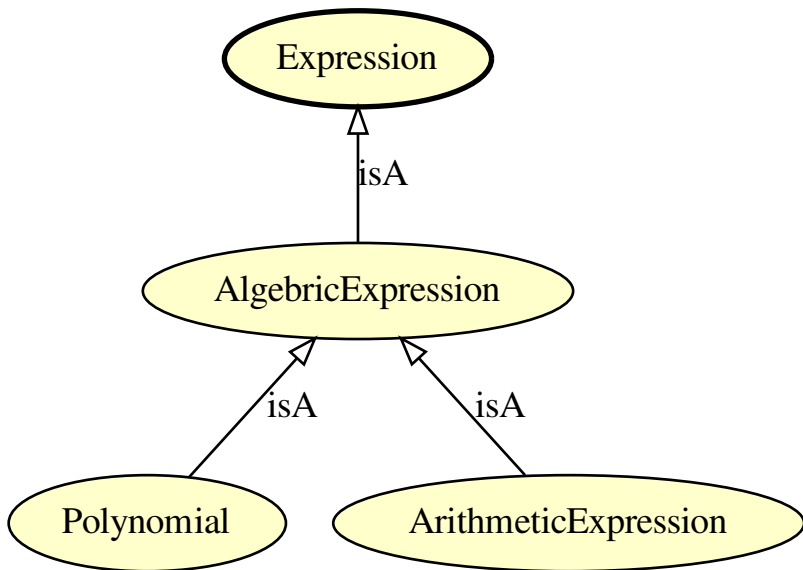 Expression
isA
AlgebricExpression
isA
isA
Polynomial
ArithmeticExpression